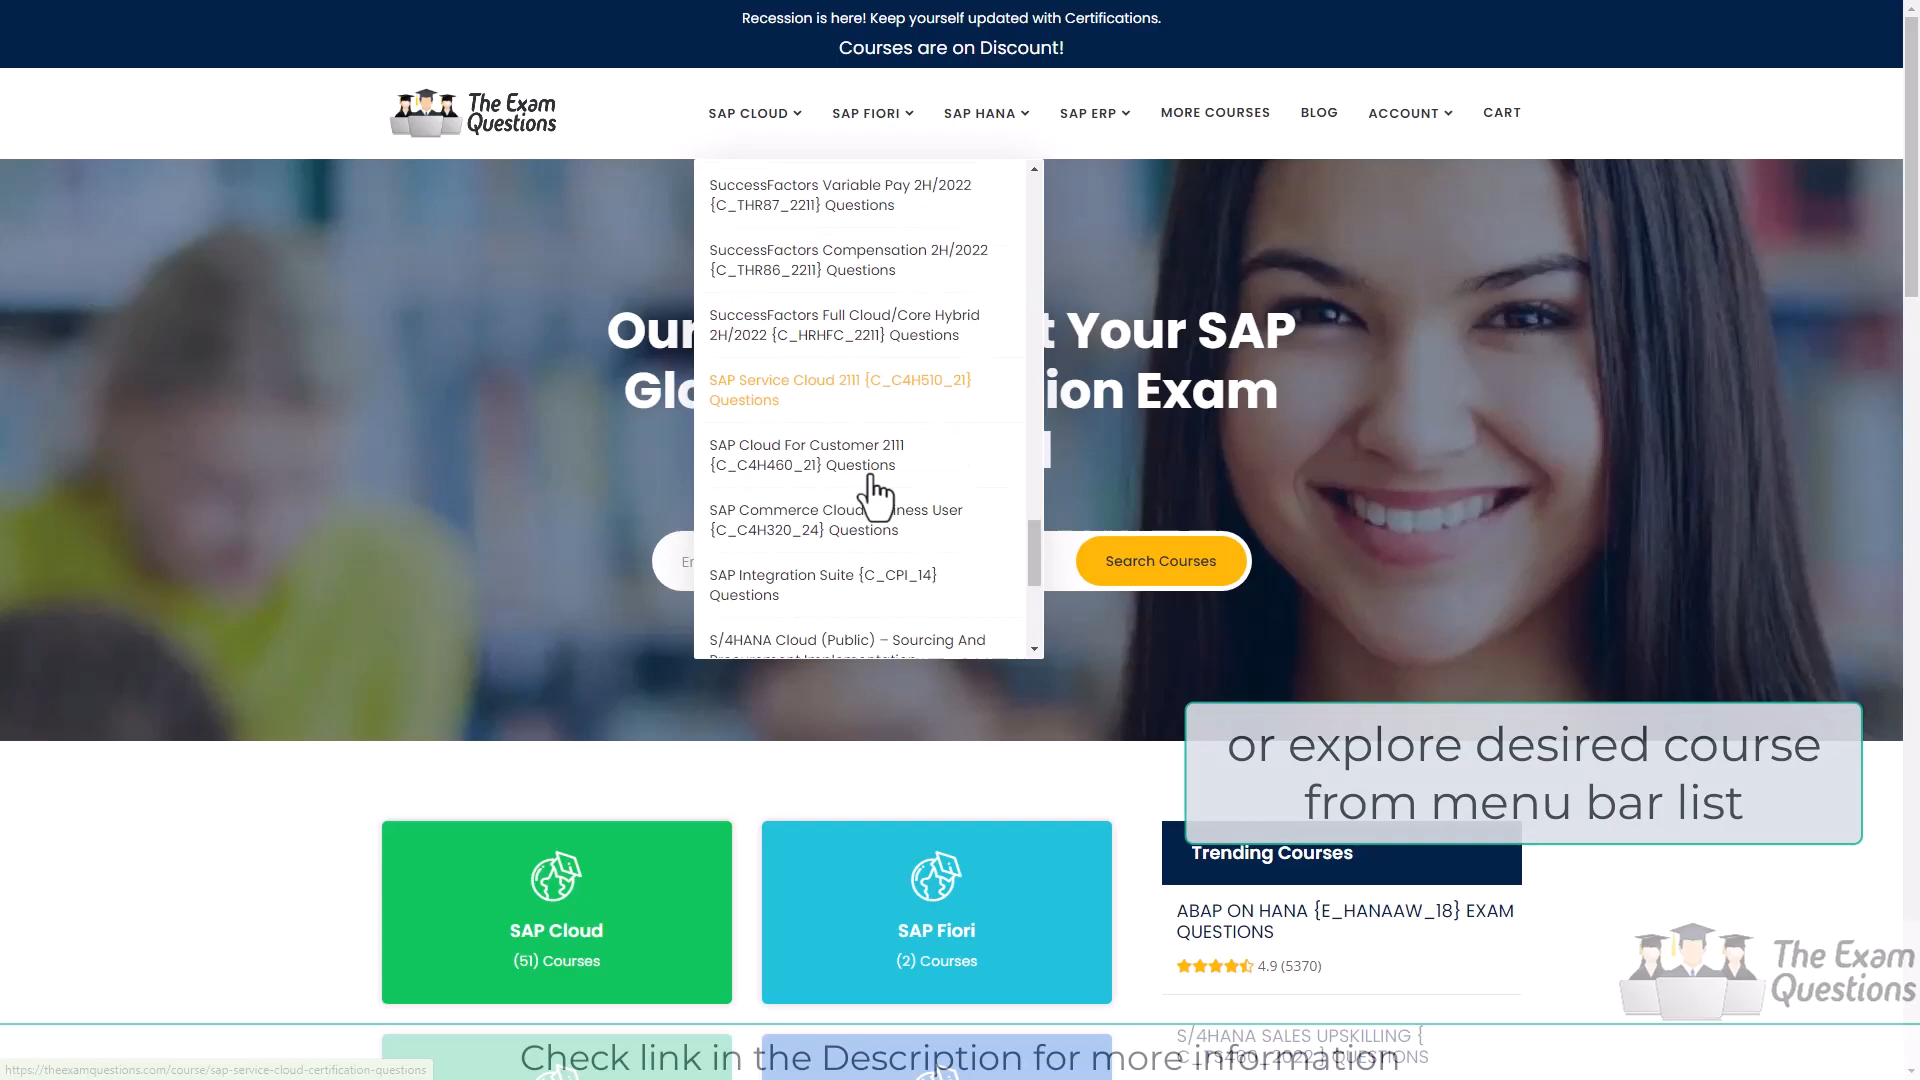 Recession is here! Keep yourself updated with Certifications.
Courses are on Discount!
The Exam
Questions
SAP CLOUD
SAP FIORI
SAP HANA
SAP ERP
MORE COURSES
BLOG
ACCOUNT
CART
SuccessFactors Variable Pay 2H/2022
{C_THR87_2211} Questions
SuccessFactors Compensation 2H/2022
{C_THR86_2211} Questions
SuccessFactors Full Cloud/Core Hybrid
2H/2022 {C_HRHFC_2211} Questions
SAP Service Cloud 2111 {C_C4H510_21}
Questions
SAP Cloud For Customer 2111
{C_C4H460_21} Questions
SAP Commerce Cloud User
{C_C4H320_24} Questions
SAP Integration Suite {C_CPI_14}
Questions
S/4HANA Cloud (Public) – Sourcing And
Our Your SAP
Exam
Search Courses
or explore desired course
from menu bar list
SAP Cloud
(51) Courses
SAP Fiori
(2) Courses
Trending Courses
ABAP ON HANA {E_HANAAW_18} EXAM
QUESTIONS
4.9 (5370)
The Exam
Questions
S/4HANA SALES UPSKILLING {
C_TS460_2022 } QUESTIONS
Check link in the Description for more information
https://theexamquestions.com/course/sap-service-cloud-certification-questions